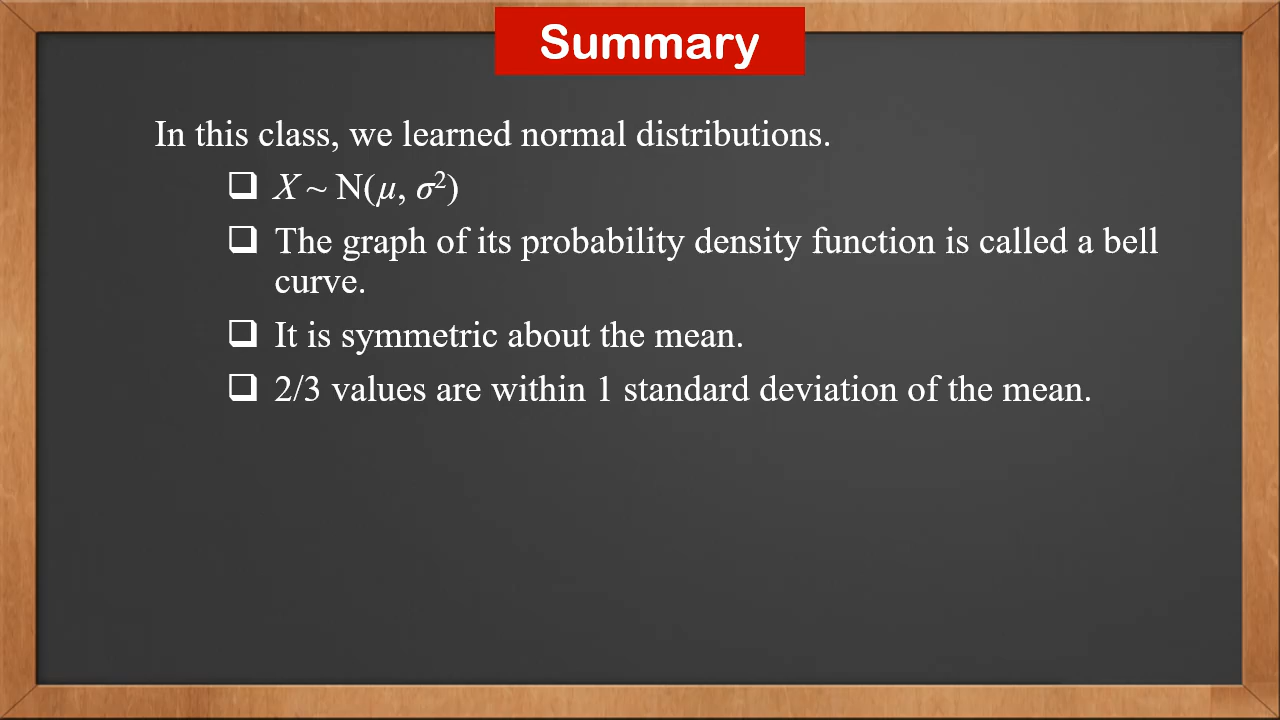 Summary
In this class, we learned normal distributions.
❑ X ~ N(μ, σ²)
❑ The graph of its probability density function is called a bell
curve.
❑ It is symmetric about the mean.
❑ 2/3 values are within 1 standard deviation of the mean.